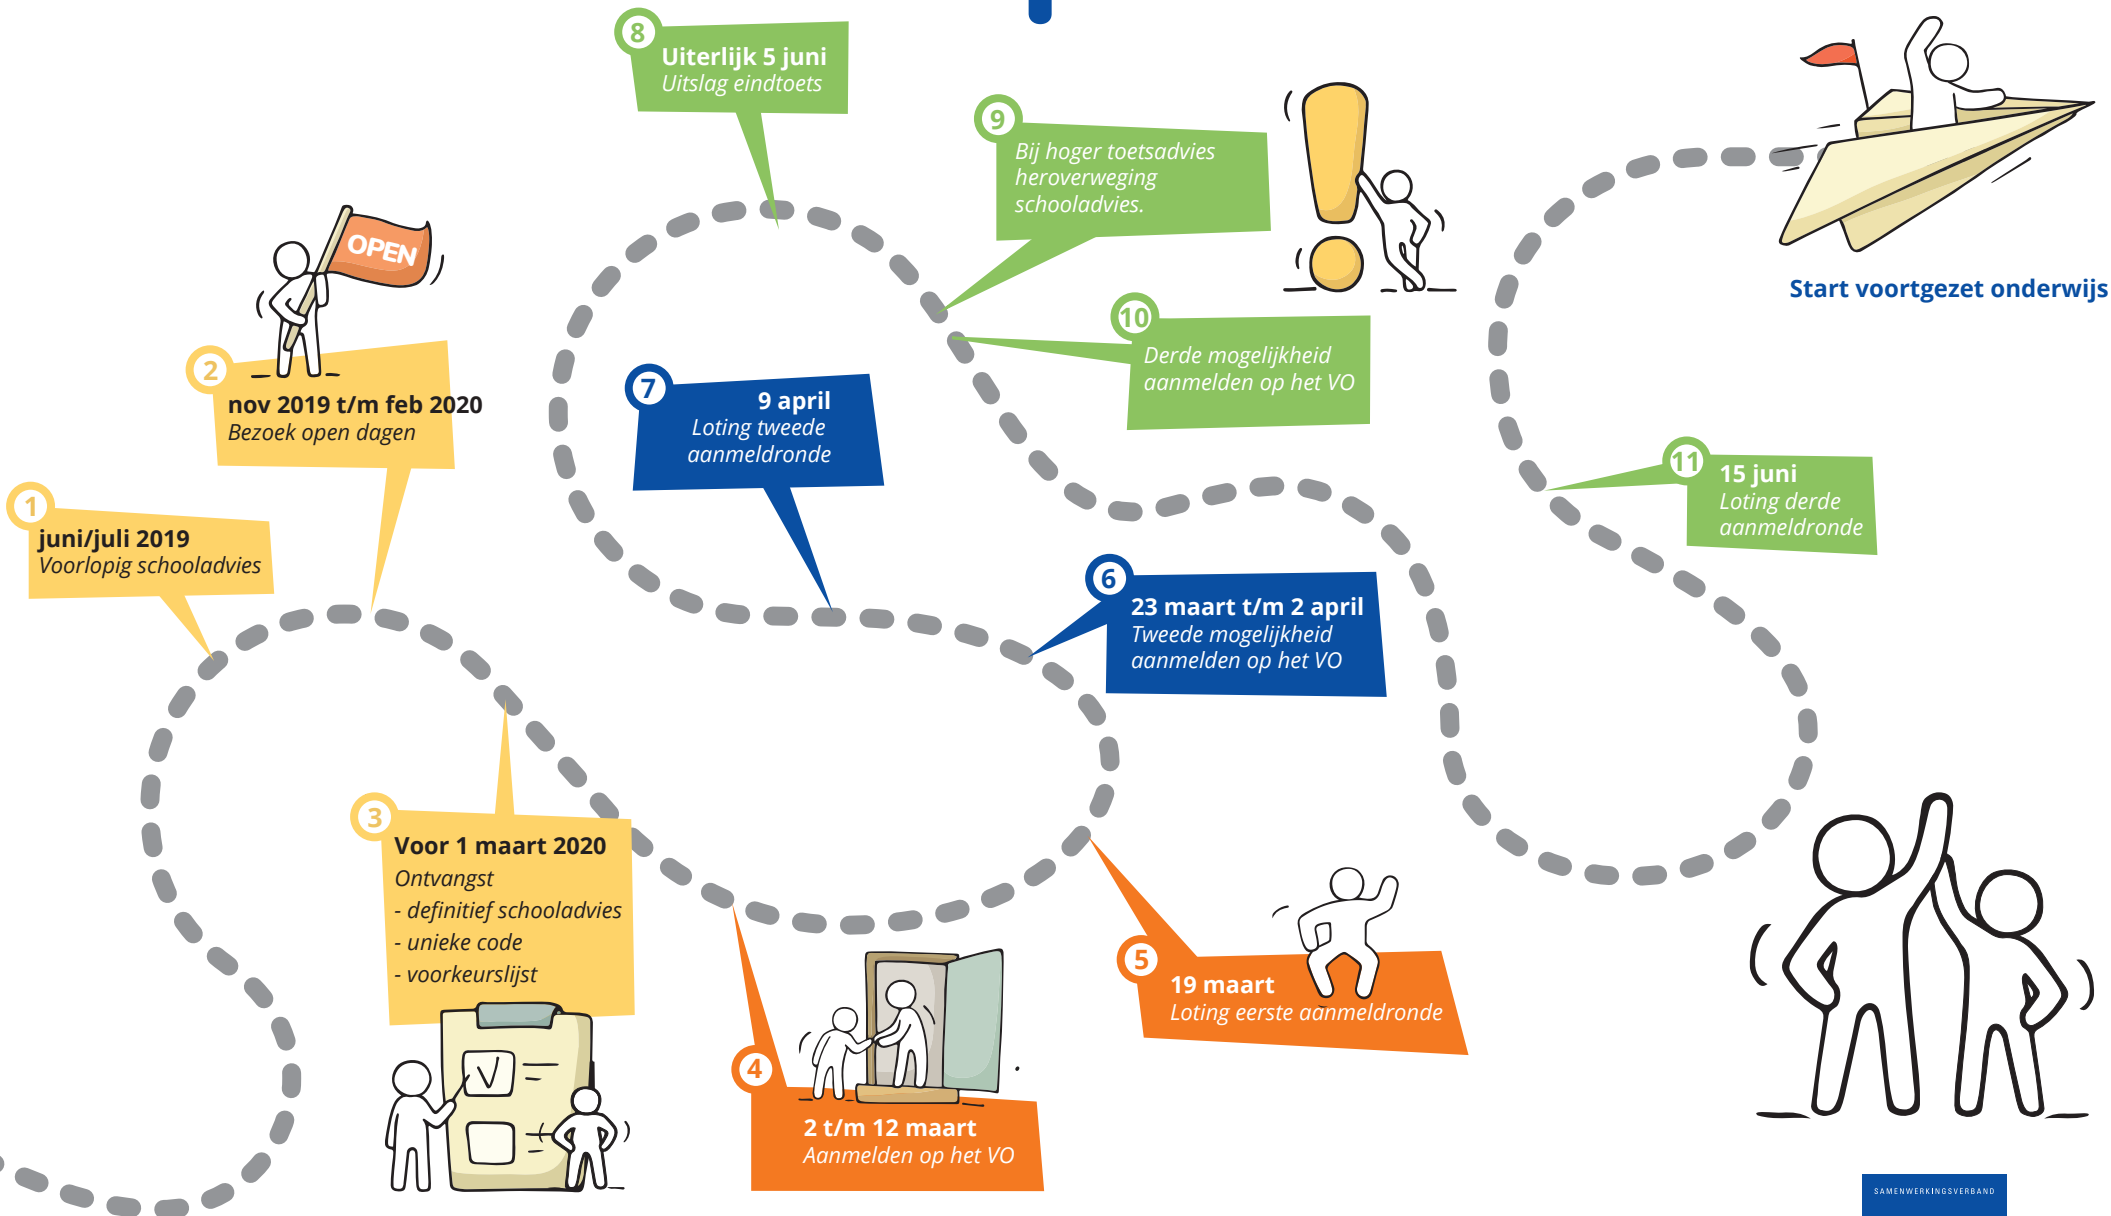 1
juni/juli 2019
Voorlopig schooladvies
OPEN
2
nov 2019 t/m feb 2020
Bezoek open dagen
3
Voor 1 maart 2020
Ontvangst
- definitief schooladvies
- unieke code
- voorkeurslijst
4
2 t/m 12 maart
Aanmelden op het VO
5
19 maart
Loting eerste aanmeldronde
6
23 maart t/m 2 april
Tweede mogelijkheid
aanmelden op het VO
7
9 april
Loting tweede
aanmeldronde
8
Uiterlijk 5 juni
Uitslag eindtoets
9
Bij hoger toetsadvies
heroverweging
schooladvies.
10
Derde mogelijkheid
aanmelden op het VO
11
15 juni
Loting derde
aanmeldronde
Start voortgezet onderwijs
SAMENWERKINGSVERBAND